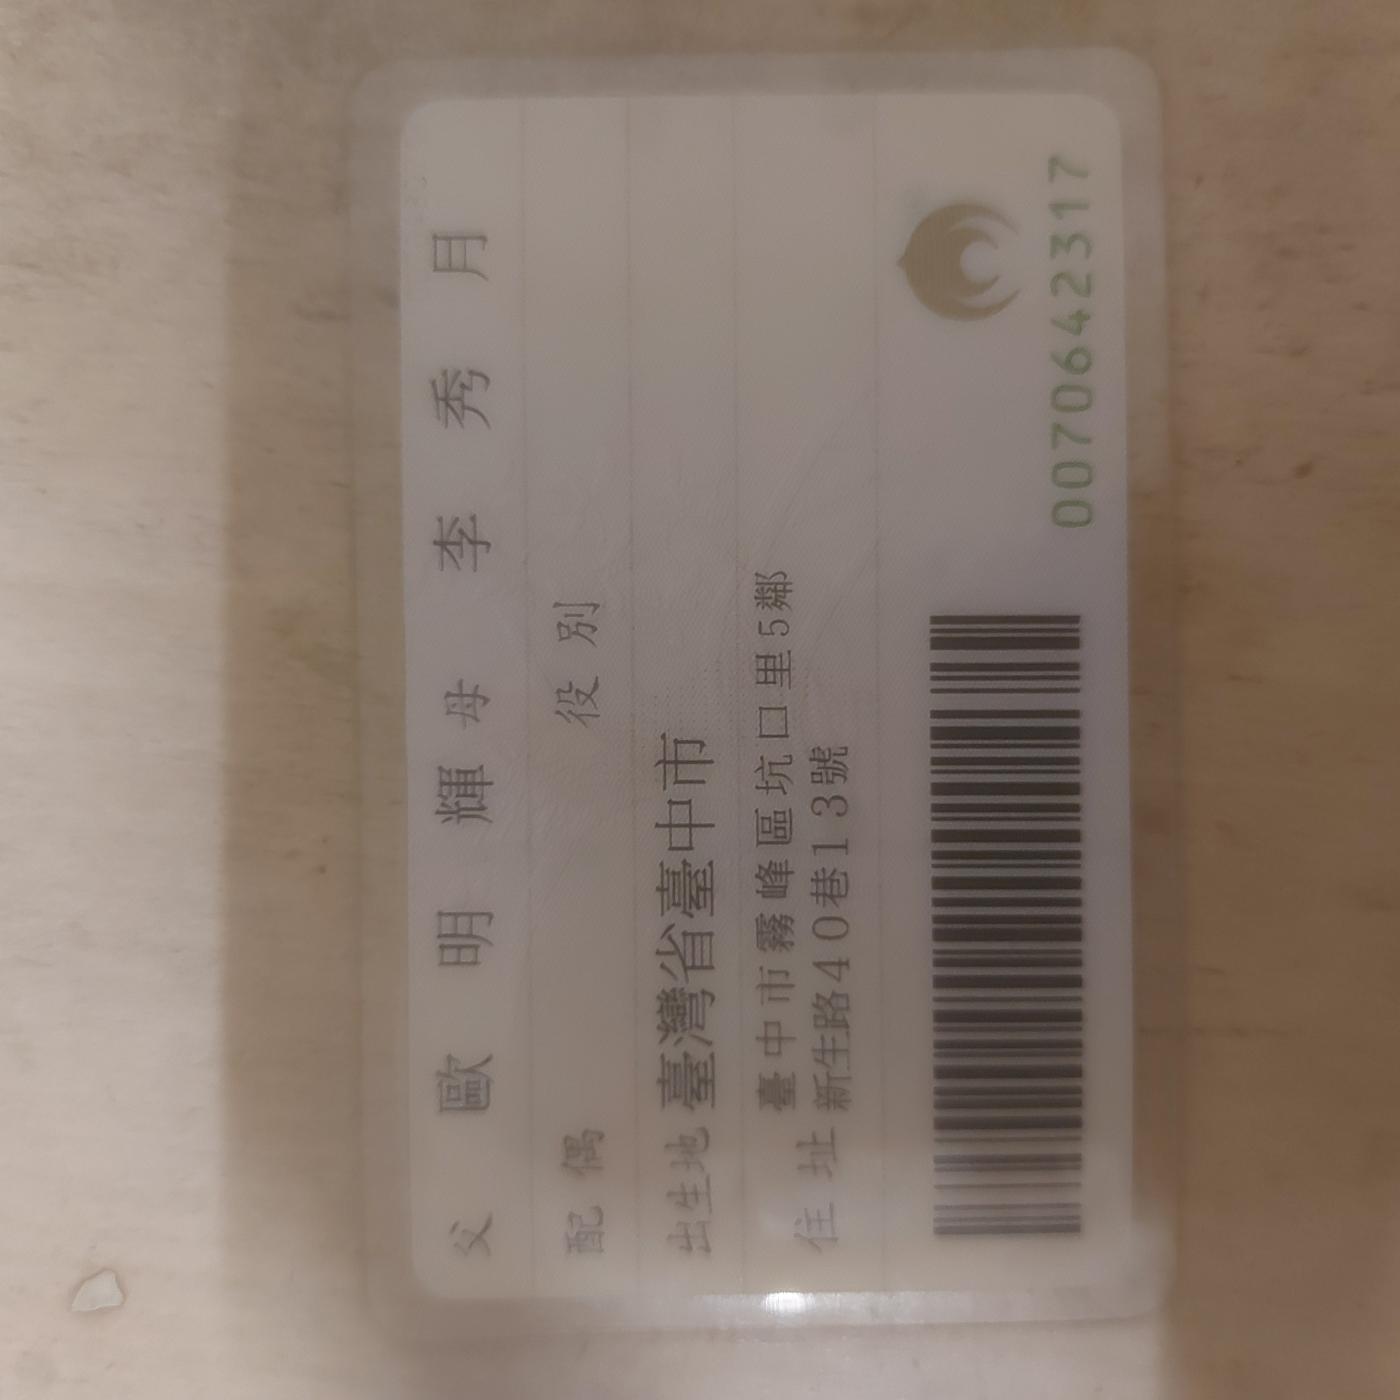 父 歐明輝 母 李秀月
配偶 役別
出生地 臺灣省臺中市
住址 臺中市霧峰區坑口里5鄰
新生路40巷13號
0070642317